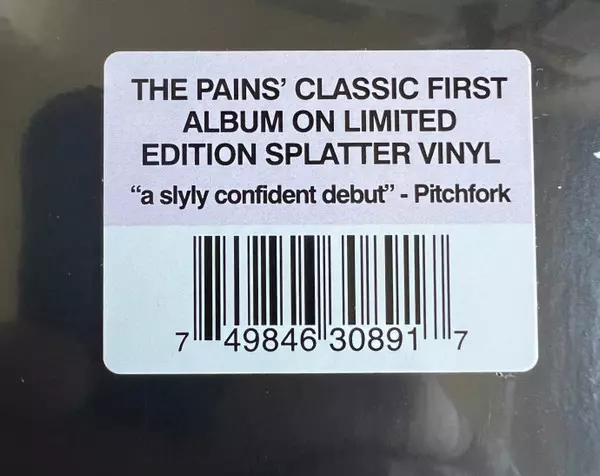 THE PAINS’ CLASSIC FIRST
ALBUM ON LIMITED
EDITION SPLATTER VINYL
“a slyly confident debut” - Pitchfork
7 49846 30891 7